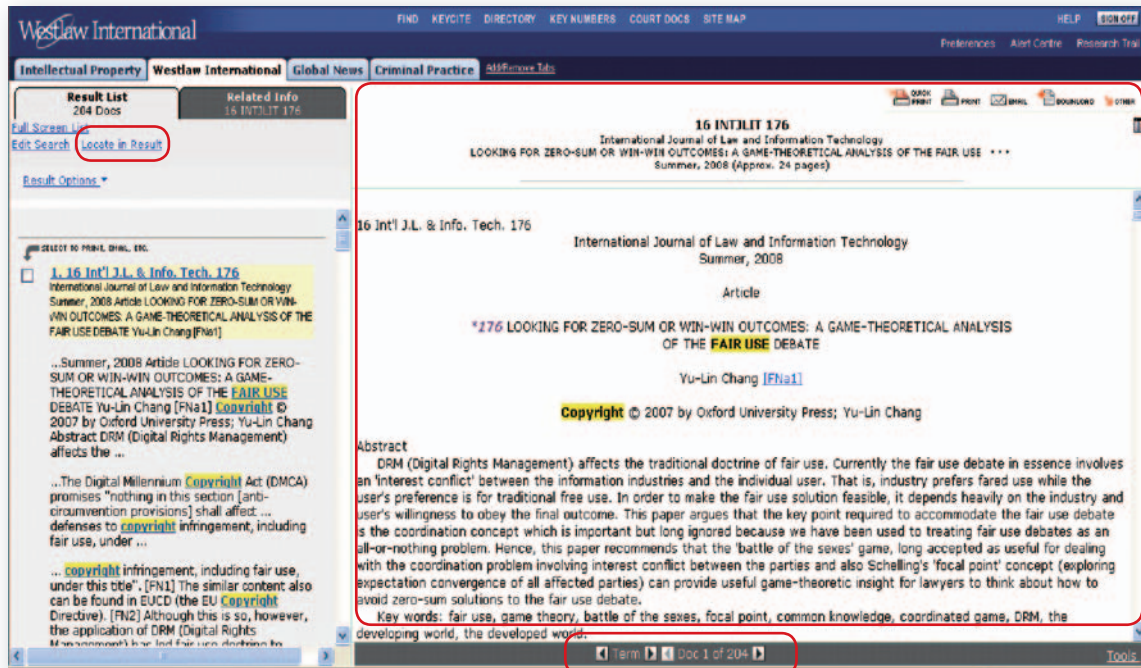 Westlaw International
FIND KEYCITE DIRECTORY KEY NUMBERS COURT DOCS SITE MAP
HELP SIGN OFF
Preferences Alert Centre Research Trail
Intellectual Property Westlaw International Global News Criminal Practice Add/Remove Tabs
Result List
204 Docs
Related Info
16 INTJLIT 176
Full Screen List
Edit Search Locate in Result
Result Options
SELECT TO PRINT, EMAIL, ETC.
1. 16 Int'l J.L. & Info. Tech. 176
International Journal of Law and Information Technology
Summer, 2008 Article LOOKING FOR ZERO-SUM OR WIN-
WIN OUTCOMES: A GAME-THEORETICAL ANALYSIS OF THE
FAIR USE DEBATE Yu-Lin Chang [FNa1]
...Summer, 2008 Article LOOKING FOR ZERO-
SUM OR WIN-WIN OUTCOMES: A GAME-
THEORETICAL ANALYSIS OF THE FAIR USE
DEBATE Yu-Lin Chang [FNa1] Copyright ©
2007 by Oxford University Press; Yu-Lin Chang
Abstract DRM (Digital Rights Management)
affects the ...
...The Digital Millennium Copyright Act (DMCA)
promises "nothing in this section [anti-
circumvention provisions] shall affect ...
defenses to copyright infringement, including
fair use, under ...
... copyright infringement, including fair use,
under this title". [FN1] The similar content also
can be found in EUCD (the EU Copyright
Directive). [FN2] Although this is so, however,
the application of DRM (Digital Rights
Management) has led fair use doctrine to
QUICK PRINT PRINT EMAIL DOWNLOAD OTHER
16 INTJLIT 176
International Journal of Law and Information Technology
LOOKING FOR ZERO-SUM OR WIN-WIN OUTCOMES: A GAME-THEORETICAL ANALYSIS OF THE FAIR USE •••
Summer, 2008 (Approx. 24 pages)
16 Int'l J.L. & Info. Tech. 176
International Journal of Law and Information Technology
Summer, 2008
Article
*176 LOOKING FOR ZERO-SUM OR WIN-WIN OUTCOMES: A GAME-THEORETICAL ANALYSIS
OF THE FAIR USE DEBATE
Yu-Lin Chang [FNa1]
Copyright © 2007 by Oxford University Press; Yu-Lin Chang
Abstract
DRM (Digital Rights Management) affects the traditional doctrine of fair use. Currently the fair use debate in essence involves
an 'interest conflict' between the information industries and the individual user. That is, industry prefers fared use while the
user's preference is for traditional free use. In order to make the fair use solution feasible, it depends heavily on the industry and
user's willingness to obey the final outcome. This paper argues that the key point required to accommodate the fair use debate
is the coordination concept which is important but long ignored because we have been used to treating fair use debates as an
all-or-nothing problem. Hence, this paper recommends that the 'battle of the sexes' game, long accepted as useful for dealing
with the coordination problem involving interest conflict between the parties and also Schelling's 'focal point' concept (exploring
expectation convergence of all affected parties) can provide useful game-theoretic insight for lawyers to think about how to
avoid zero-sum solutions to the fair use debate.
Key words: fair use, game theory, battle of the sexes, focal point, common knowledge, coordinated game, DRM, the
developing world, the developed world.
Term Doc 1 of 204
Tools